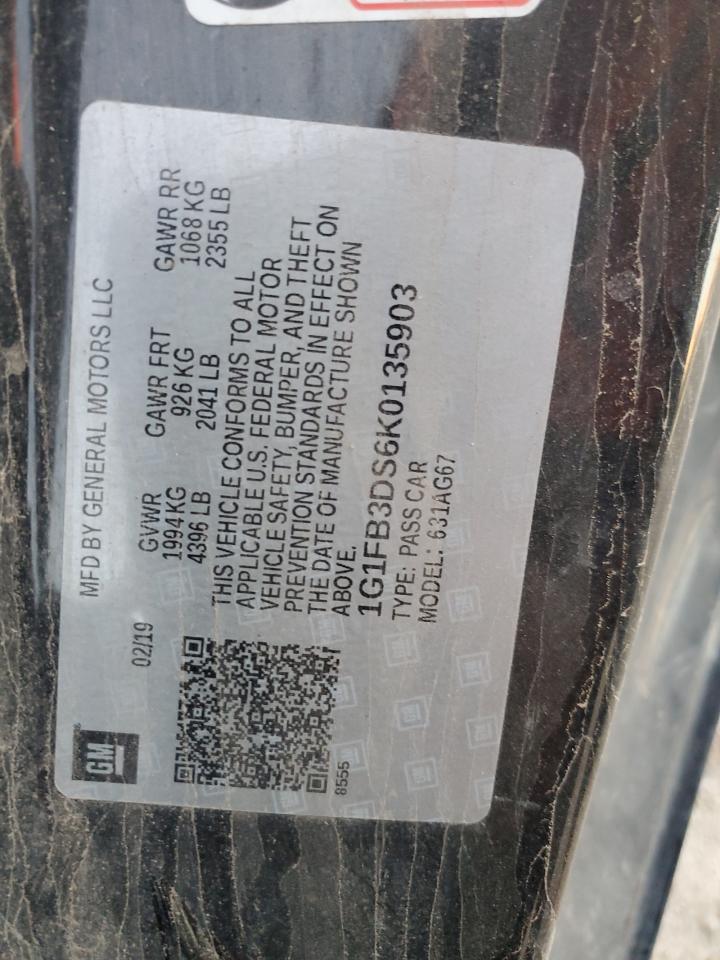 GM
MFD BY GENERAL MOTORS LLC
02/19
GVWR GAWR FRT GAWR RR
1994KG 926 KG 1068 KG
4396 LB 2041 LB 2355 LB
THIS VEHICLE CONFORMS TO ALL
APPLICABLE U.S. FEDERAL MOTOR
VEHICLE SAFETY, BUMPER, AND THEFT
PREVENTION STANDARDS IN EFFECT ON
THE DATE OF MANUFACTURE SHOWN
ABOVE.
1G1FB3DS6K0135903
TYPE: PASS CAR
MODEL: 631AG67
8555